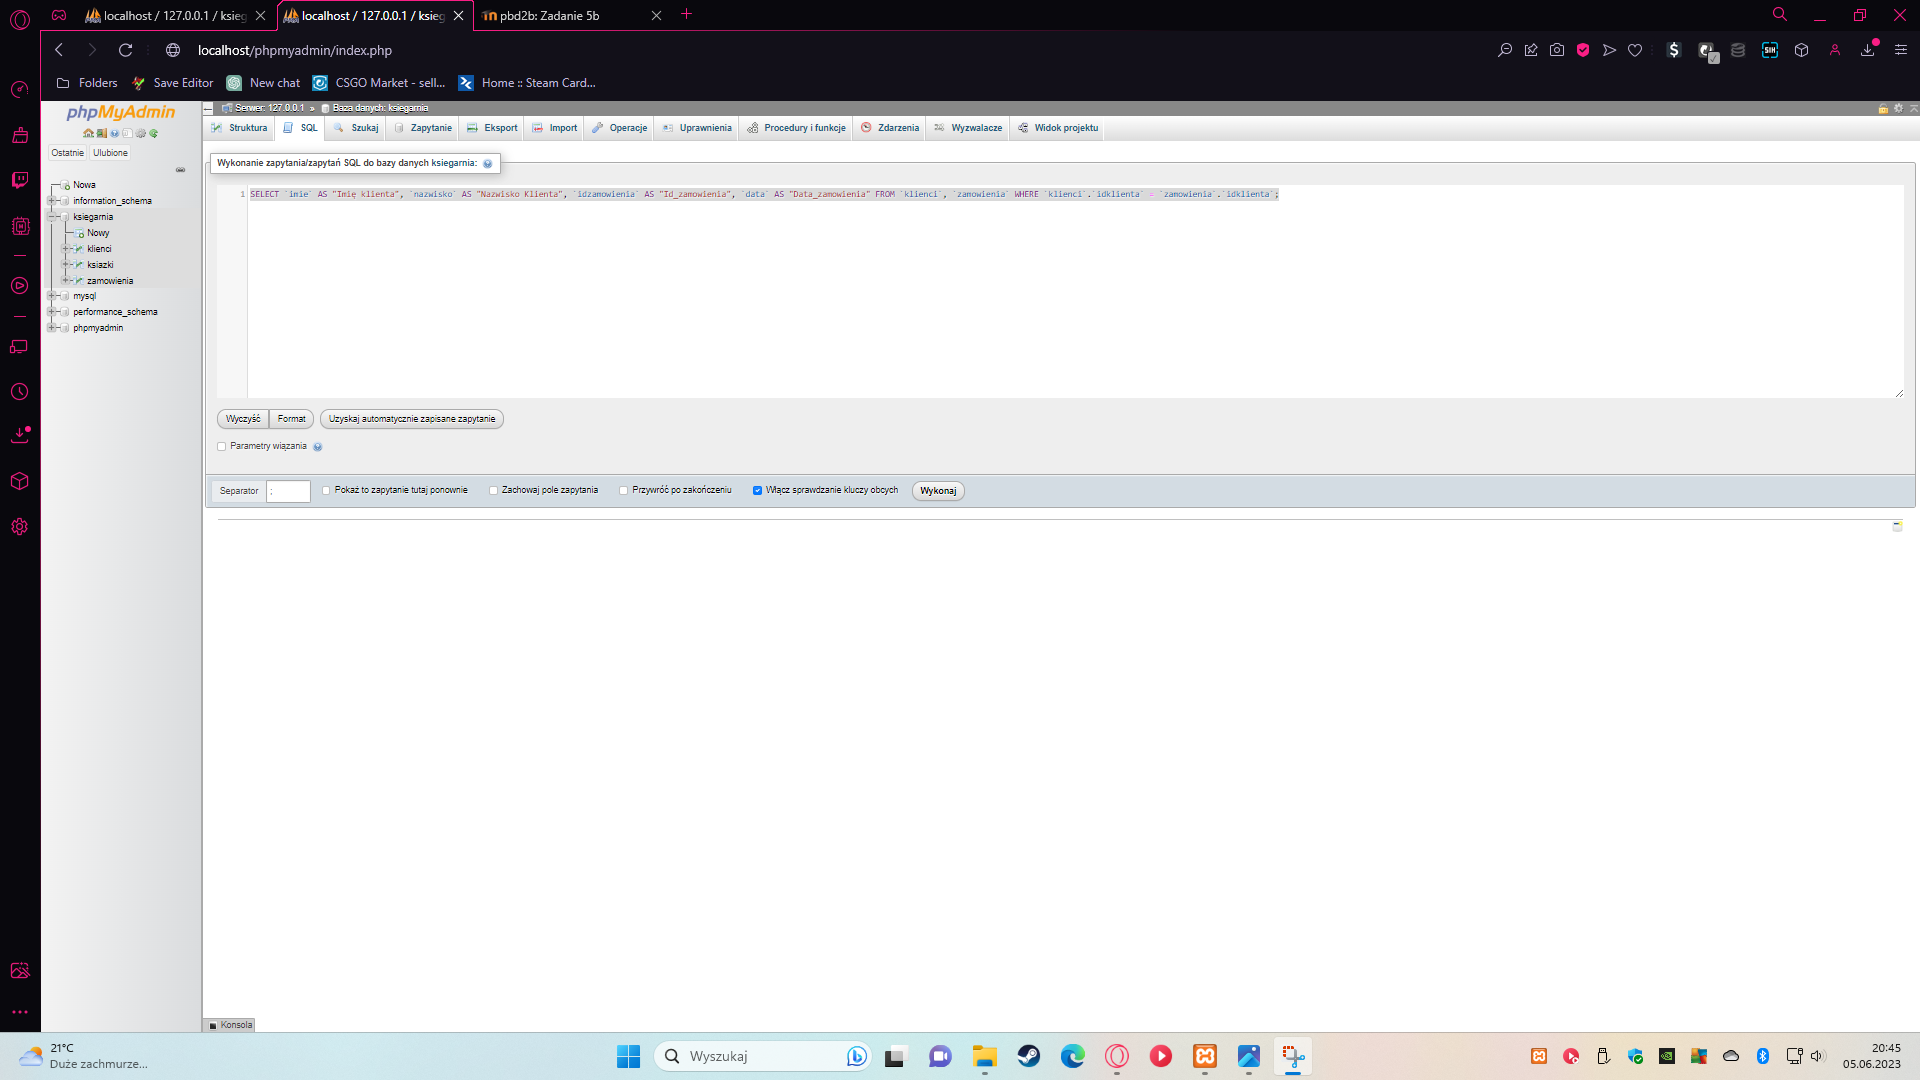 localhost / 127.0.0.1 / ksieg
localhost / 127.0.0.1 / ksieg
pbd2b: Zadanie 5b
localhost/phpmyadmin/index.php
Folders
Save Editor
New chat
CSGO Market - sell...
Home :: Steam Card...
phpMyAdmin
Ostatnie
Ulubione
Nowa
information_schema
ksiegarnia
Nowy
klienci
ksiazki
zamowienia
mysql
performance_schema
phpmyadmin
Serwer: 127.0.0.1 » Baza danych: ksiegarnia
Struktura
SQL
Szukaj
Zapytanie
Eksport
Import
Operacje
Uprawnienia
Procedury i funkcje
Zdarzenia
Wyzwalacze
Widok projektu
Wykonanie zapytania/zapytań SQL do bazy danych ksiegarnia:
1 SELECT `imie` AS "Imię klienta", `nazwisko` AS "Nazwisko Klienta", `idzamowienia` AS "Id_zamowienia", `data` AS "Data_zamowienia" FROM `klienci`, `zamowienia` WHERE `klienci`.`idklienta` = `zamowienia`.`idklienta`;
Wyczyść
Format
Uzyskaj automatycznie zapisane zapytanie
Parametry wiązania
Separator
;
Pokaż to zapytanie tutaj ponownie
Zachowaj pole zapytania
Przywróć po zakończeniu
Włącz sprawdzanie kluczy obcych
Wykonaj
Konsola
21°C
Duże zachmurze...
Wyszukaj
20:45
05.06.2023